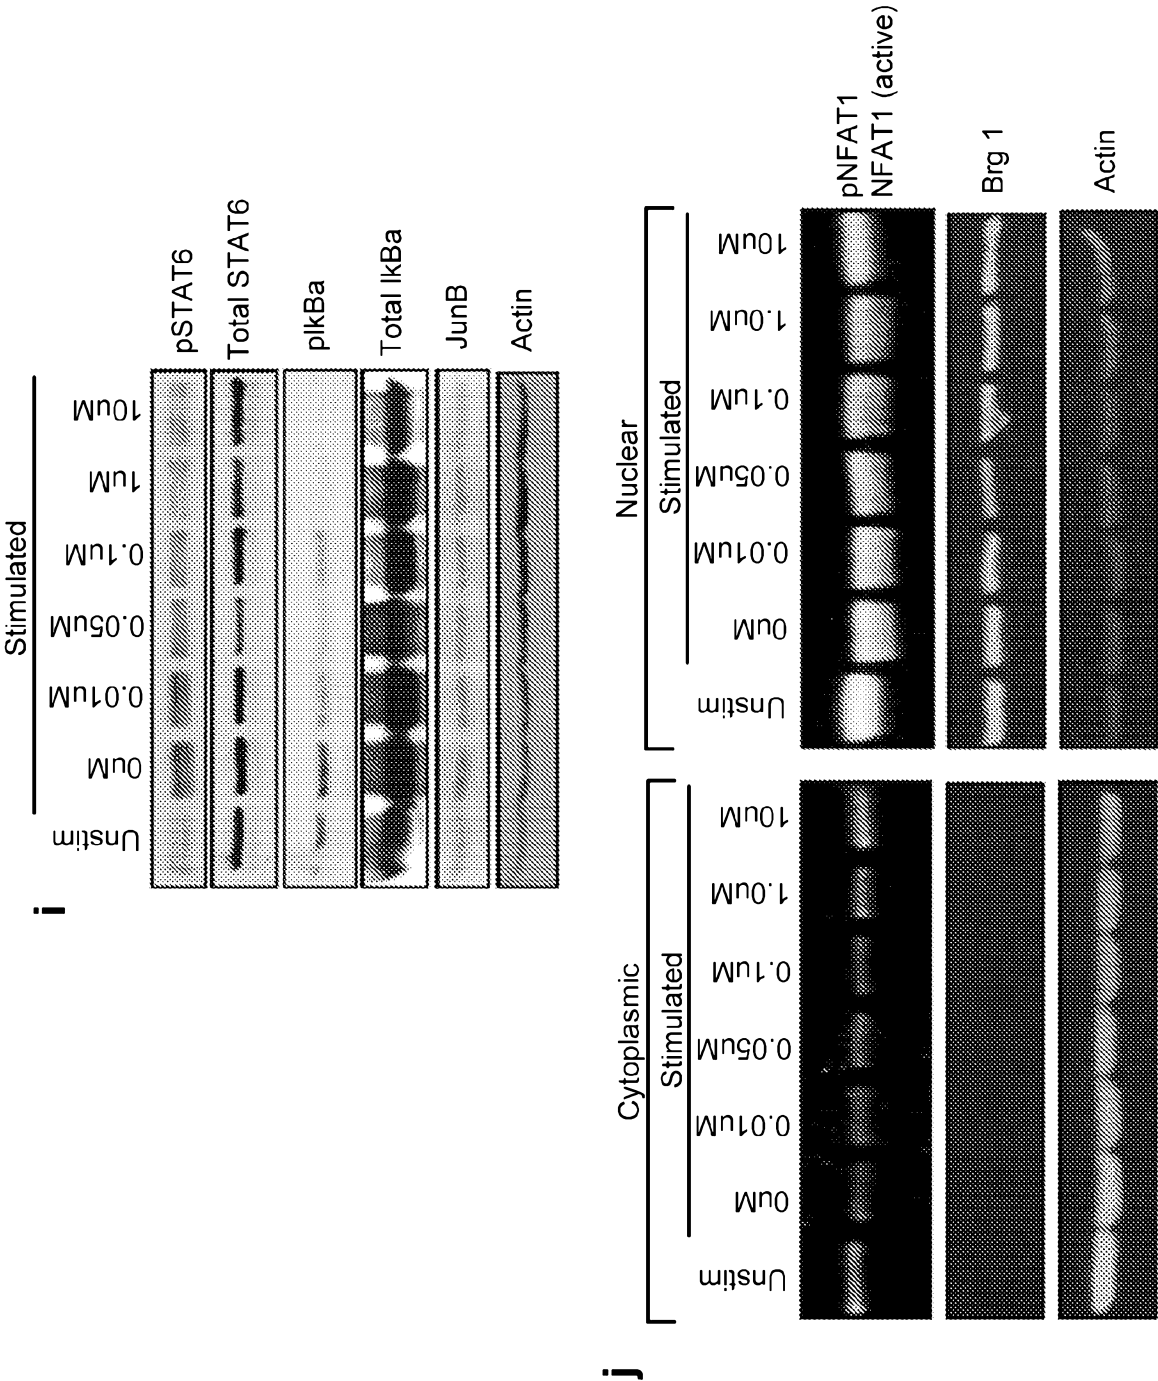 i
Stimulated
Unstim
0uM
0.01uM
0.05uM
0.1uM
1uM
10uM
pSTAT6
Total STAT6
pIkBa
Total IkBa
JunB
Actin
j
Cytoplasmic
Nuclear
Stimulated
Stimulated
Unstim
0uM
0.01uM
0.05uM
0.1uM
1.0uM
10uM
Unstim
0uM
0.01uM
0.05uM
0.1uM
1.0uM
10uM
pNFAT1
NFAT1 (active)
Brg 1
Actin